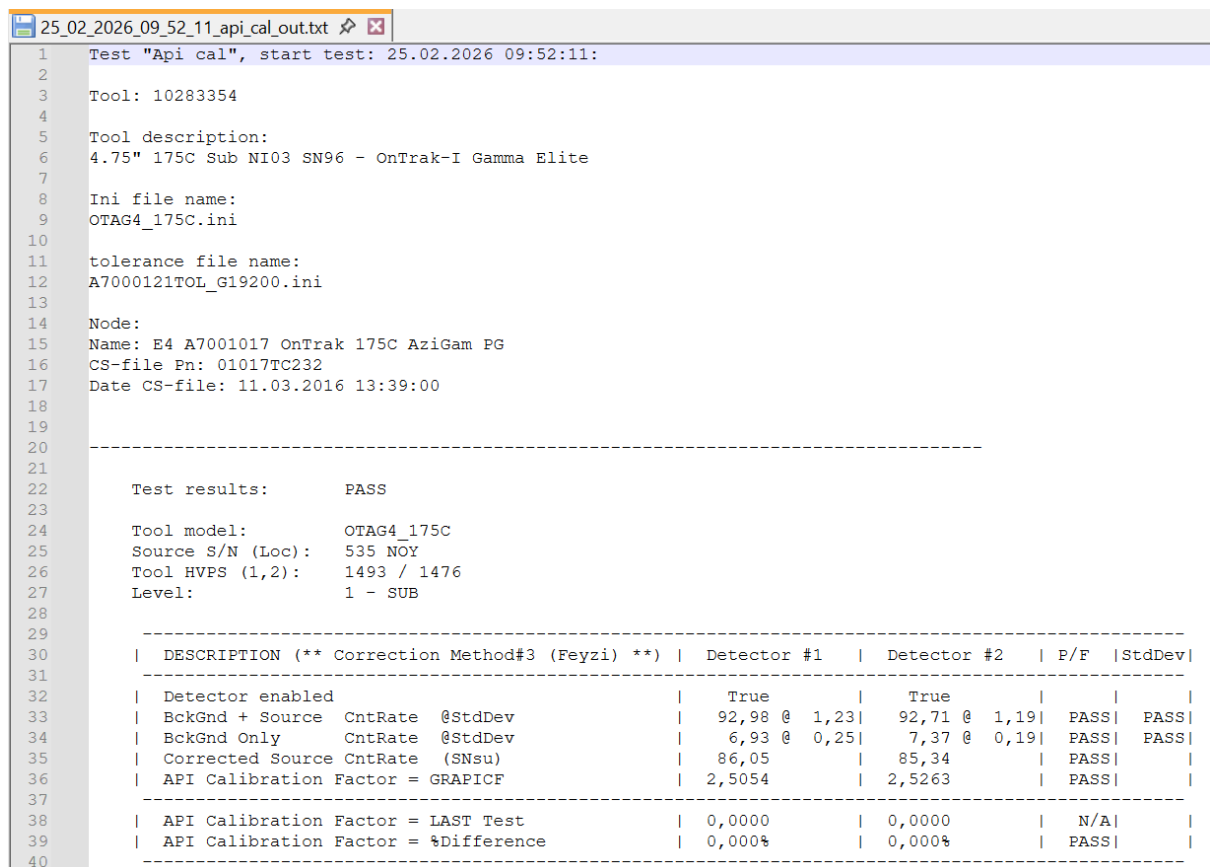 25_02_2026_09_52_11_api_cal_out.txt
1 Test "Api cal", start test: 25.02.2026 09:52:11:
2
3 Tool: 10283354
4
5 Tool description:
6 4.75" 175C Sub NI03 SN96 - OnTrak-I Gamma Elite
7
8 Ini file name:
9 OTAG4_175C.ini
10
11 tolerance file name:
12 A7000121TOL_G19200.ini
13
14 Node:
15 Name: E4 A7001017 OnTrak 175C AziGam PG
16 CS-file Pn: 01017TC232
17 Date CS-file: 11.03.2016 13:39:00
18
19
20 ------------------------------------------------------------------------------------
21
22 Test results: PASS
23
24 Tool model: OTAG4_175C
25 Source S/N (Loc): 535 NOY
26 Tool HVPS (1,2): 1493 / 1476
27 Level: 1 - SUB
28
29 --------------------------------------------------------------------------------------------------
30 | DESCRIPTION (** Correction Method#3 (Feyzi) **) | Detector #1 | Detector #2 | P/F |StdDev|
31 --------------------------------------------------------------------------------------------------
32 | Detector enabled | True | True | | |
33 | BckGnd + Source CntRate @StdDev | 92,98 @ 1,23| 92,71 @ 1,19| PASS| PASS|
34 | BckGnd Only CntRate @StdDev | 6,93 @ 0,25| 7,37 @ 0,19| PASS| PASS|
35 | Corrected Source CntRate (SNsu) | 86,05 | 85,34 | PASS| |
36 | API Calibration Factor = GRAPICF | 2,5054 | 2,5263 | PASS| |
37 --------------------------------------------------------------------------------------------------
38 | API Calibration Factor = LAST Test | 0,0000 | 0,0000 | N/A| |
39 | API Calibration Factor = %Difference | 0,000% | 0,000% | PASS| |
40 --------------------------------------------------------------------------------------------------